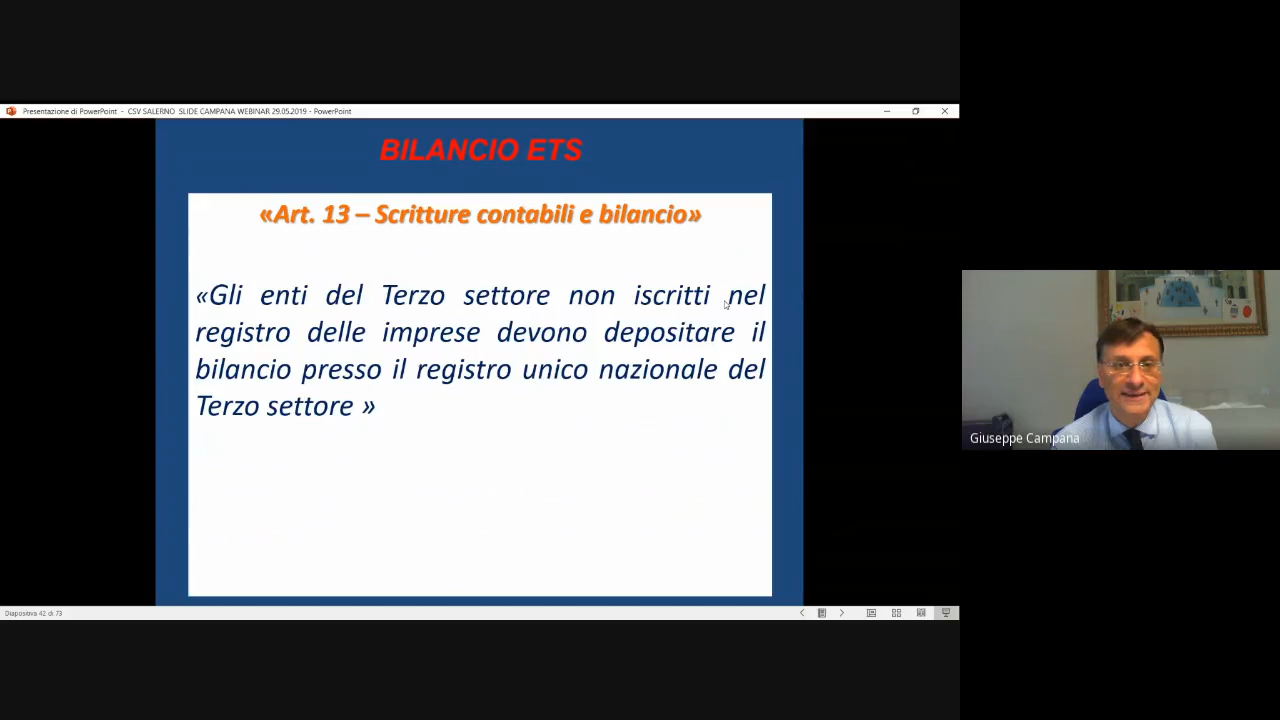 Presentazione di PowerPoint - CSV SALERNO SLIDE CAMPANA WEBINAR 29.05.2019 - PowerPoint
BILANCIO ETS
«Art. 13 – Scritture contabili e bilancio»
«Gli enti del Terzo settore non iscritti nel
registro delle imprese devono depositare il
bilancio presso il registro unico nazionale del
Terzo settore »
Giuseppe Campana
Diapositiva 42 di 73